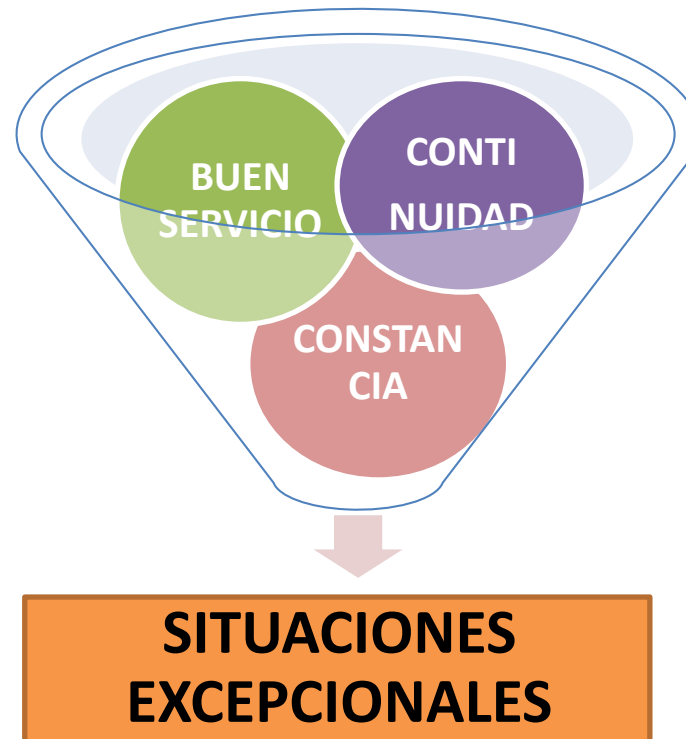 BUEN
SERVICIO
CONTI
NUIDAD
CONSTAN
CIA
SITUACIONES
EXCEPCIONALES